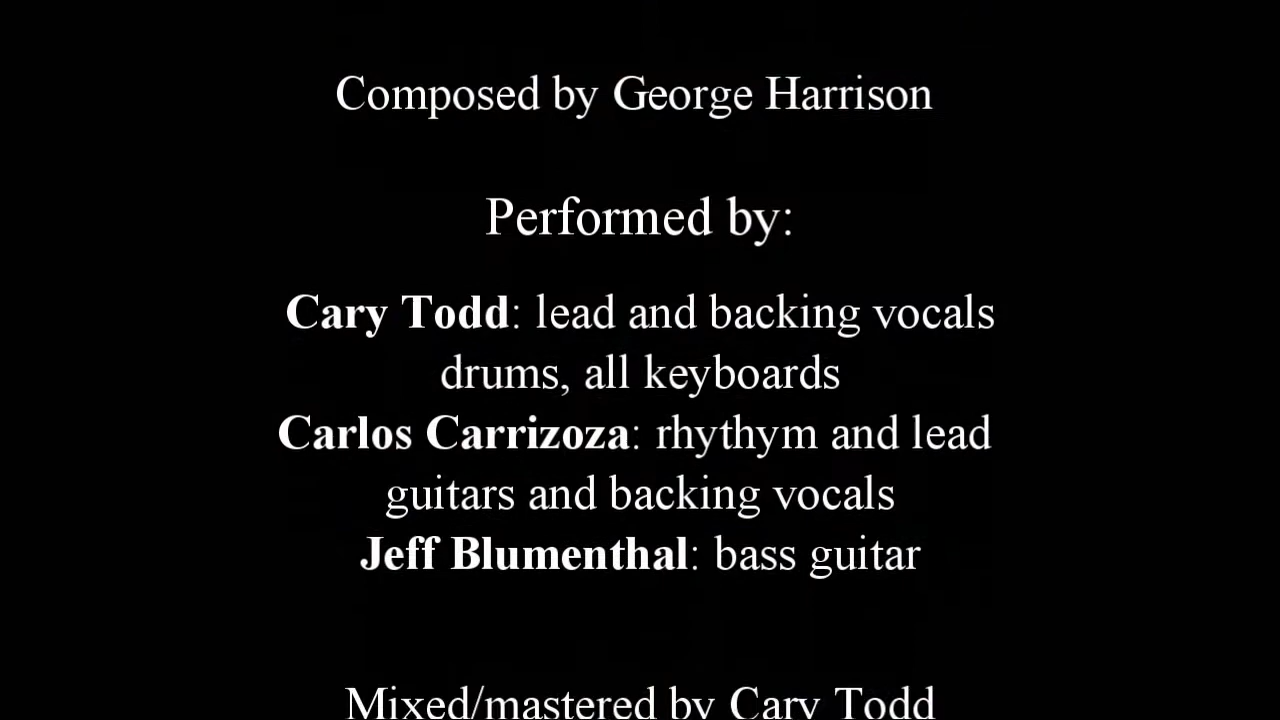 Composed by George Harrison
Performed by:
Cary Todd: lead and backing vocals
drums, all keyboards
Carlos Carrizoza: rhythym and lead
guitars and backing vocals
Jeff Blumenthal: bass guitar
Mixed/mastered by Cary Todd